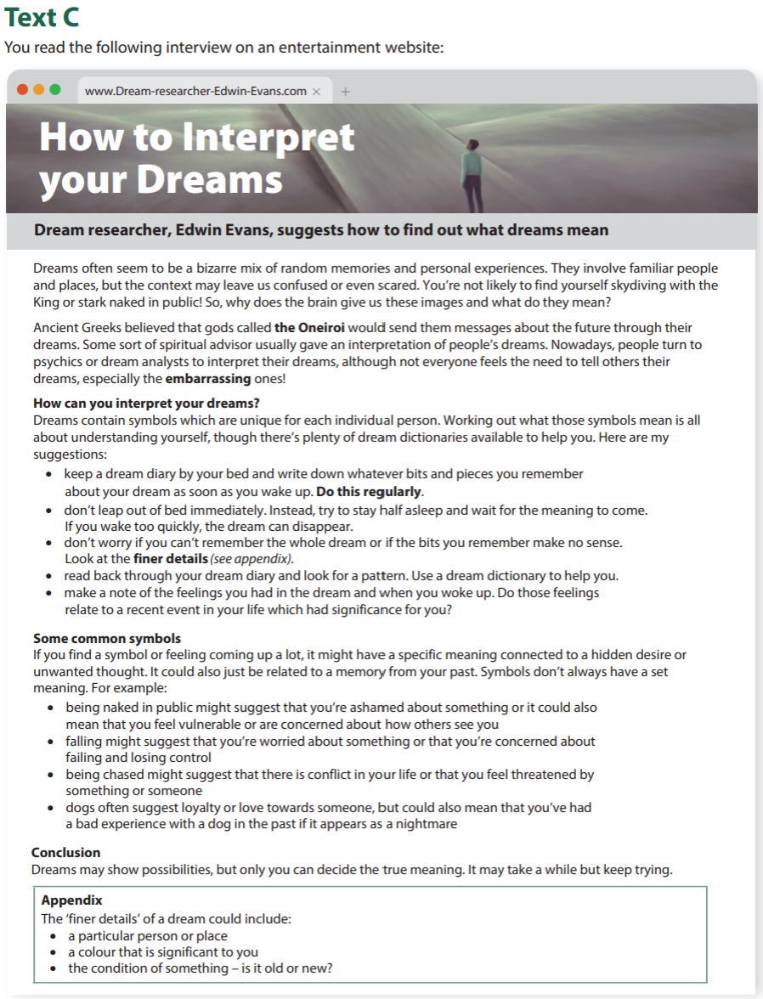 Text C
You read the following interview on an entertainment website:
www.Dream-researcher-Edwin-Evans.com × +
How to Interpret
your Dreams
Dream researcher, Edwin Evans, suggests how to find out what dreams mean
Dreams often seem to be a bizarre mix of random memories and personal experiences. They involve familiar people
and places, but the context may leave us confused or even scared. You're not likely to find yourself skydiving with the
King or stark naked in public! So, why does the brain give us these images and what do they mean?
Ancient Greeks believed that gods called the Oneiroi would send them messages about the future through their
dreams. Some sort of spiritual advisor usually gave an interpretation of people's dreams. Nowadays, people turn to
psychics or dream analysts to interpret their dreams, although not everyone feels the need to tell others their
dreams, especially the embarrassing ones!
How can you interpret your dreams?
Dreams contain symbols which are unique for each individual person. Working out what those symbols mean is all
about understanding yourself, though there's plenty of dream dictionaries available to help you. Here are my
suggestions:
• keep a dream diary by your bed and write down whatever bits and pieces you remember
about your dream as soon as you wake up. Do this regularly.
• don't leap out of bed immediately. Instead, try to stay half asleep and wait for the meaning to come.
If you wake too quickly, the dream can disappear.
• don't worry if you can't remember the whole dream or if the bits you remember make no sense.
Look at the finer details (see appendix).
• read back through your dream diary and look for a pattern. Use a dream dictionary to help you.
• make a note of the feelings you had in the dream and when you woke up. Do those feelings
relate to a recent event in your life which had significance for you?
Some common symbols
If you find a symbol or feeling coming up a lot, it might have a specific meaning connected to a hidden desire or
unwanted thought. It could also just be related to a memory from your past. Symbols don't always have a set
meaning. For example:
• being naked in public might suggest that you're ashamed about something or it could also
mean that you feel vulnerable or are concerned about how others see you
• falling might suggest that you're worried about something or that you're concerned about
failing and losing control
• being chased might suggest that there is conflict in your life or that you feel threatened by
something or someone
• dogs often suggest loyalty or love towards someone, but could also mean that you've had
a bad experience with a dog in the past if it appears as a nightmare
Conclusion
Dreams may show possibilities, but only you can decide the true meaning. It may take a while but keep trying.
Appendix
The 'finer details' of a dream could include:
• a particular person or place
• a colour that is significant to you
• the condition of something – is it old or new?